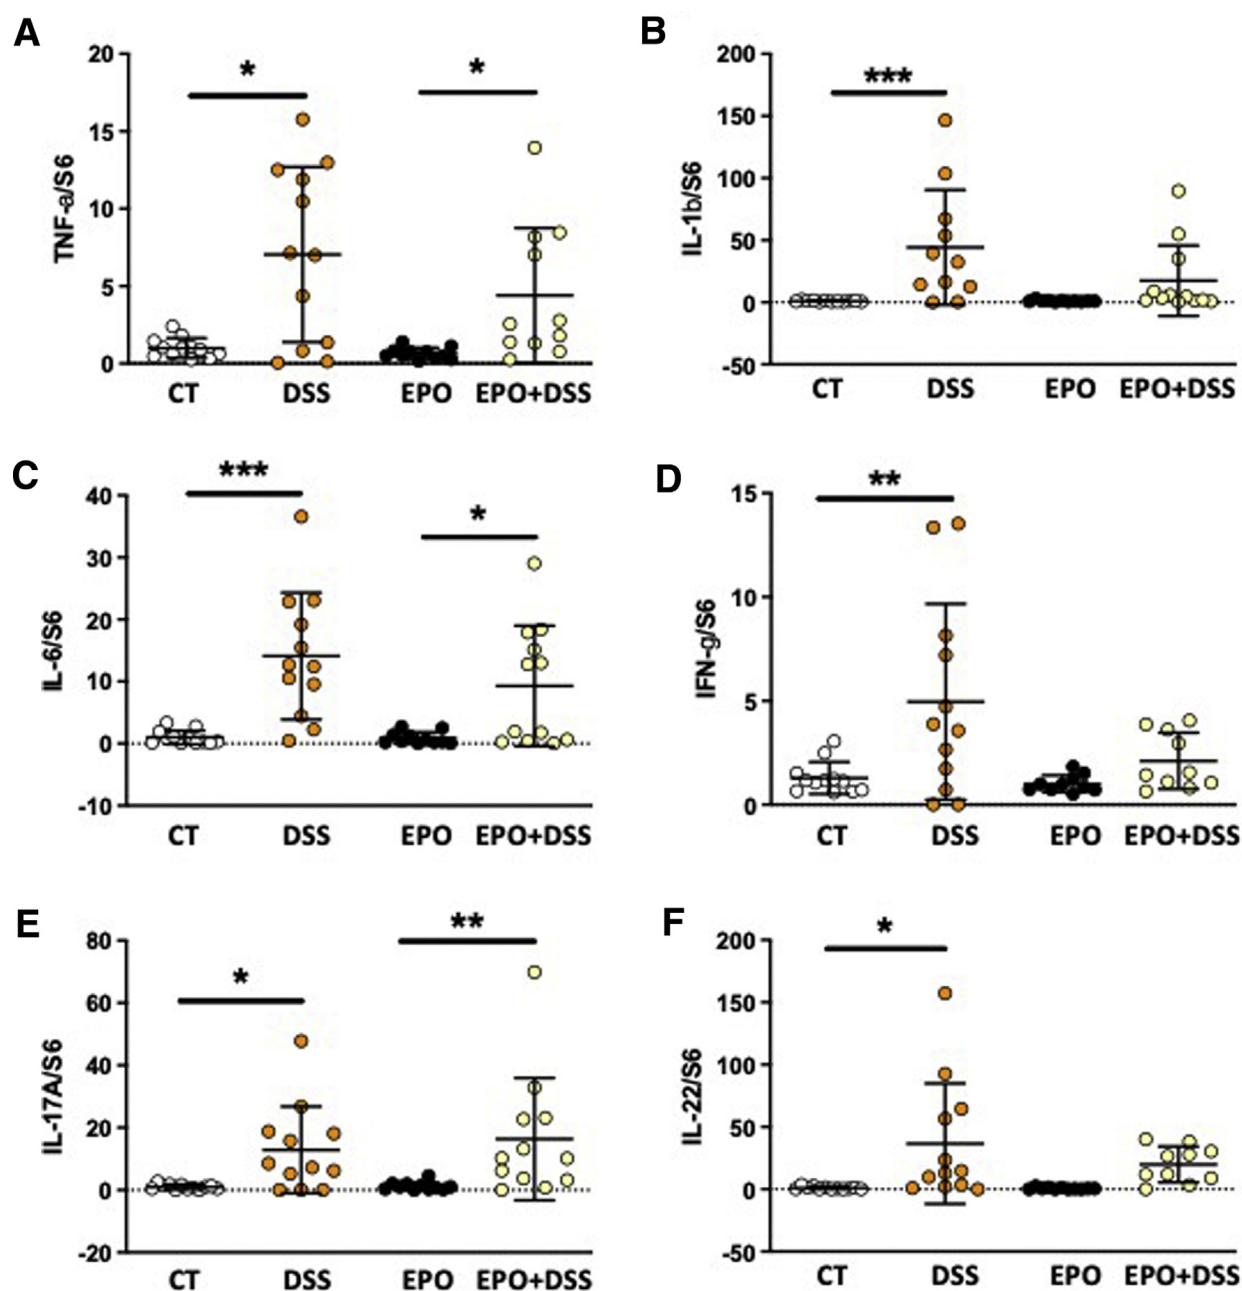 A
TNF-a/S6
20
15
10
5
0
*
*
CT DSS EPO EPO+DSS
B
IL-1b/S6
200
150
100
50
0
-50
***
CT DSS EPO EPO+DSS
C
IL-6/S6
40
30
20
10
0
-10
***
*
CT DSS EPO EPO+DSS
D
IFN-g/S6
15
10
5
0
**
CT DSS EPO EPO+DSS
E
IL-17A/S6
80
60
40
20
0
-20
*
**
CT DSS EPO EPO+DSS
F
IL-22/S6
200
150
100
50
0
-50
*
CT DSS EPO EPO+DSS